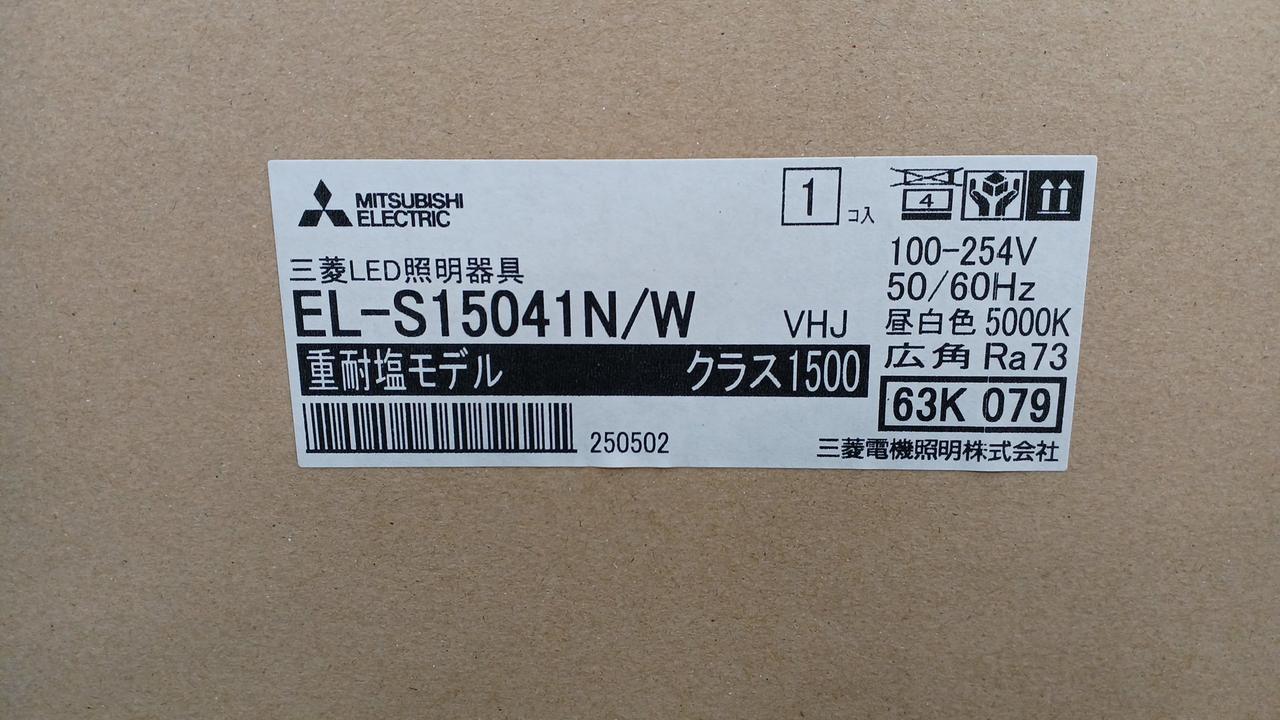 MITSUBISHI
ELECTRIC
1 コ入
4
三菱LED照明器具
EL-S15041N/W VHJ
重耐塩モデル クラス1500
250502
100-254V
50/60Hz
昼白色 5000K
広角 Ra73
63K 079
三菱電機照明株式会社